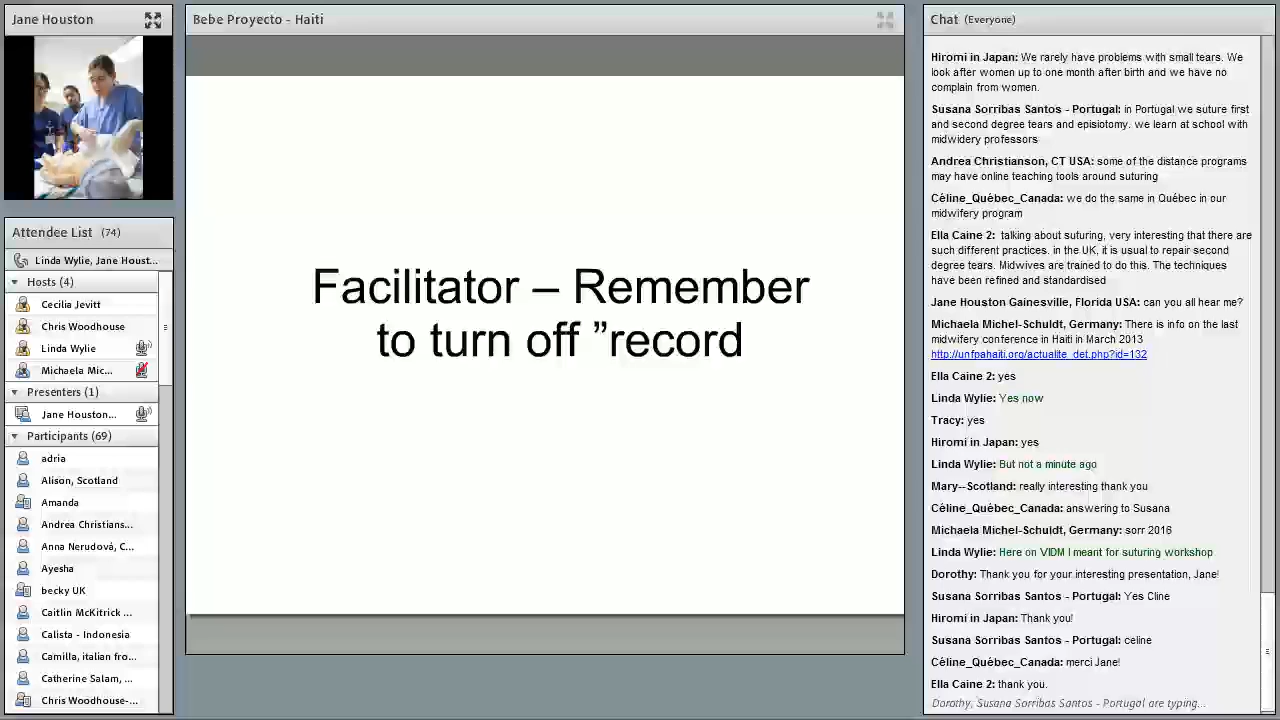 Jane Houston
Bebe Proyecto - Haiti
Chat (Everyone)
Attendee List (74)
Linda Wylie, Jane Houst...
Hosts (4)
Cecilia Jevitt
Chris Woodhouse
Linda Wylie
Michaela Mic...
Presenters (1)
Jane Houston...
Participants (69)
adria
Alison, Scotland
Amanda
Andrea Christians...
Anna Nerudová, C...
Ayesha
becky UK
Caitlin McKitrick ...
Calista - Indonesia
Camilla, italian fro...
Catherine Salam, ...
Chris Woodhouse-...
Facilitator – Remember
to turn off ”record
Hiromi in Japan: We rarely have problems with small tears. We
look after women up to one month after birth and we have no
complain from women.
Susana Sorribas Santos - Portugal: in Portugal we suture first
and second degree tears and episiotomy. we learn at school with
midwidery professors
Andrea Christianson, CT USA: some of the distance programs
may have online teaching tools around suturing
Céline_Québec_Canada: we do the same in Québec in our
midwifery program
Ella Caine 2: talking about suturing, very interesting that there are
such different practices. in the UK, it is usual to repair second
degree tears. Midwives are trained to do this. The techniques
have been refined and standardised
Jane Houston Gainesville, Florida USA: can you all hear me?
Michaela Michel-Schuldt, Germany: There is info on the last
midwifery conference in Haiti in March 2013
http://unfpahaiti.org/actualite_det.php?id=132
Ella Caine 2: yes
Linda Wylie: Yes now
Tracy: yes
Hiromi in Japan: yes
Linda Wylie: But not a minute ago
Mary--Scotland: really interesting thank you
Céline_Québec_Canada: answering to Susana
Michaela Michel-Schuldt, Germany: sorr 2016
Linda Wylie: Here on VIDM I meant for suturing workshop
Dorothy: Thank you for your interesting presentation, Jane!
Susana Sorribas Santos - Portugal: Yes Cline
Hiromi in Japan: Thank you!
Susana Sorribas Santos - Portugal: celine
Céline_Québec_Canada: merci Jane!
Ella Caine 2: thank you.
Dorothy, Susana Sorribas Santos - Portugal are typing...